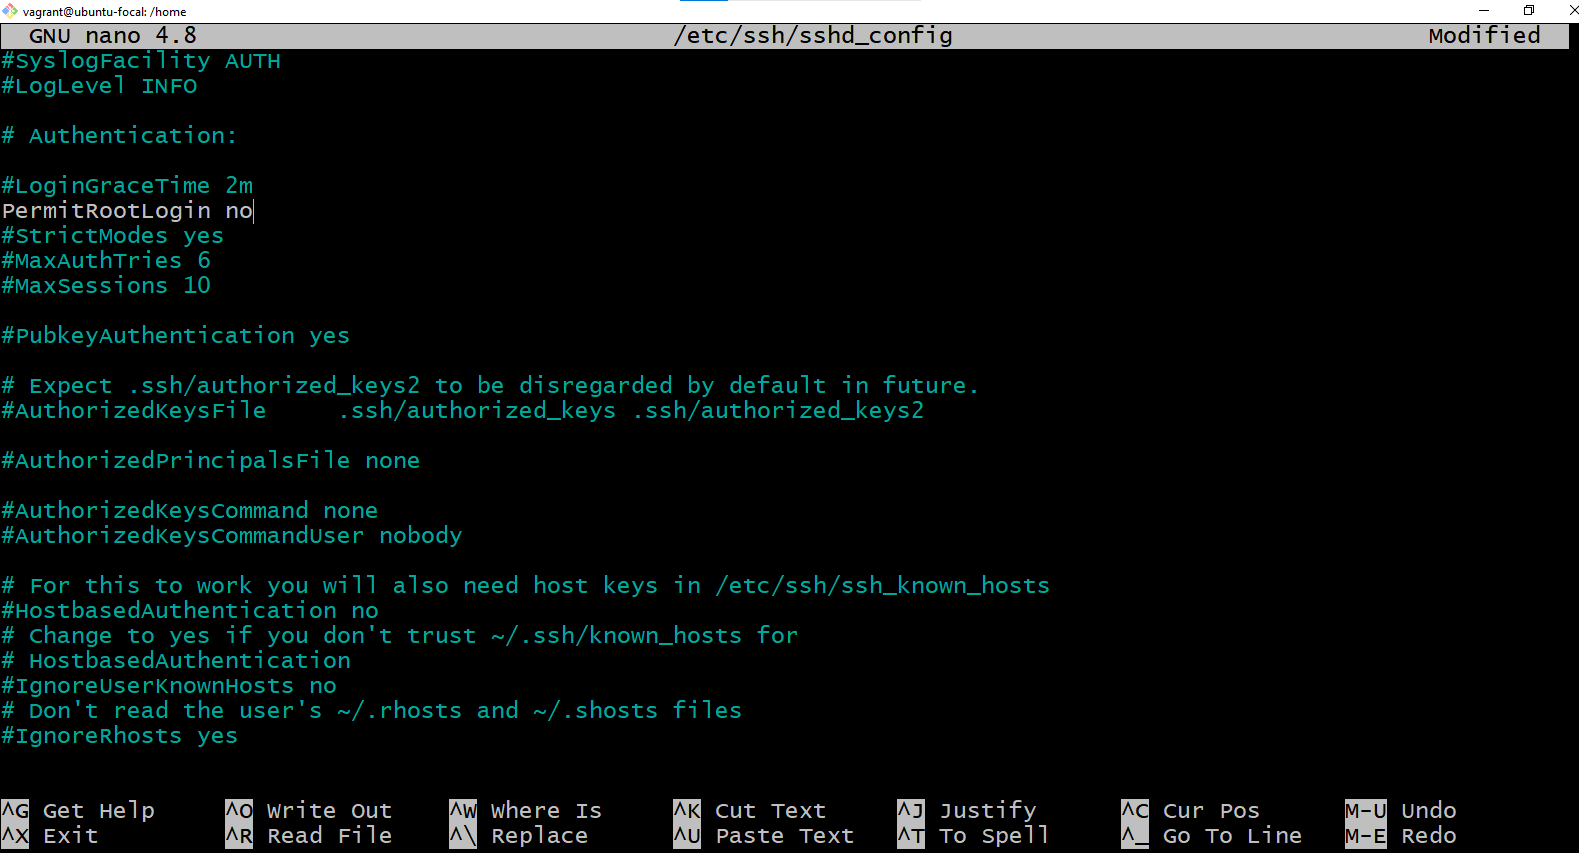 vagrant@ubuntu-focal: /home
GNU nano 4.8 /etc/ssh/sshd_config Modified
#SyslogFacility AUTH
#LogLevel INFO
# Authentication:
#LoginGraceTime 2m
PermitRootLogin no
#StrictModes yes
#MaxAuthTries 6
#MaxSessions 10
#PubkeyAuthentication yes
# Expect .ssh/authorized_keys2 to be disregarded by default in future.
#AuthorizedKeysFile .ssh/authorized_keys .ssh/authorized_keys2
#AuthorizedPrincipalsFile none
#AuthorizedKeysCommand none
#AuthorizedKeysCommandUser nobody
# For this to work you will also need host keys in /etc/ssh/ssh_known_hosts
#HostbasedAuthentication no
# Change to yes if you don't trust ~/.ssh/known_hosts for
# HostbasedAuthentication
#IgnoreUserKnownHosts no
# Don't read the user's ~/.rhosts and ~/.shosts files
#IgnoreRhosts yes
^G Get Help ^O Write Out ^W Where Is ^K Cut Text ^J Justify ^C Cur Pos M-U Undo
^X Exit ^R Read File ^\ Replace ^U Paste Text ^T To Spell ^_ Go To Line M-E Redo